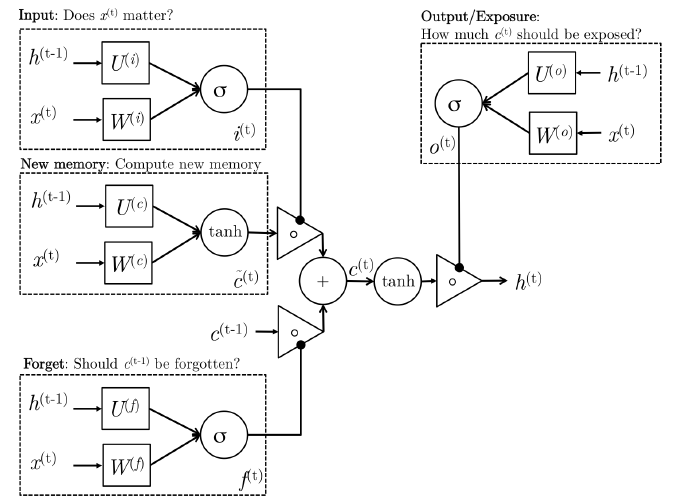 Input: Does x(t) matter?
h(t-1)
U(i)
σ
x(t)
W(i)
i(t)
Output/Exposure:
How much c(t) should be exposed?
U(o)
h(t-1)
σ
W(o)
x(t)
o(t)
New memory: Compute new memory
h(t-1)
U(c)
tanh
x(t)
W(c)
c̃(t)
∘
+
c(t)
tanh
∘
h(t)
c(t-1)
∘
Forget: Should c(t-1) be forgotten?
h(t-1)
U(f)
σ
x(t)
W(f)
f(t)